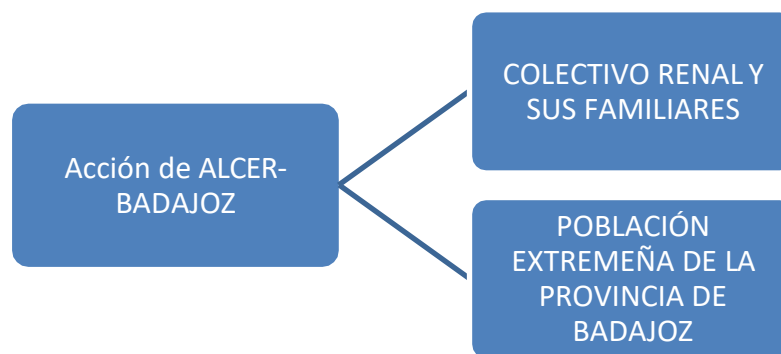 Acción de ALCER-
BADAJOZ
COLECTIVO RENAL Y
SUS FAMILIARES
POBLACIÓN
EXTREMEÑA DE LA
PROVINCIA DE
BADAJOZ